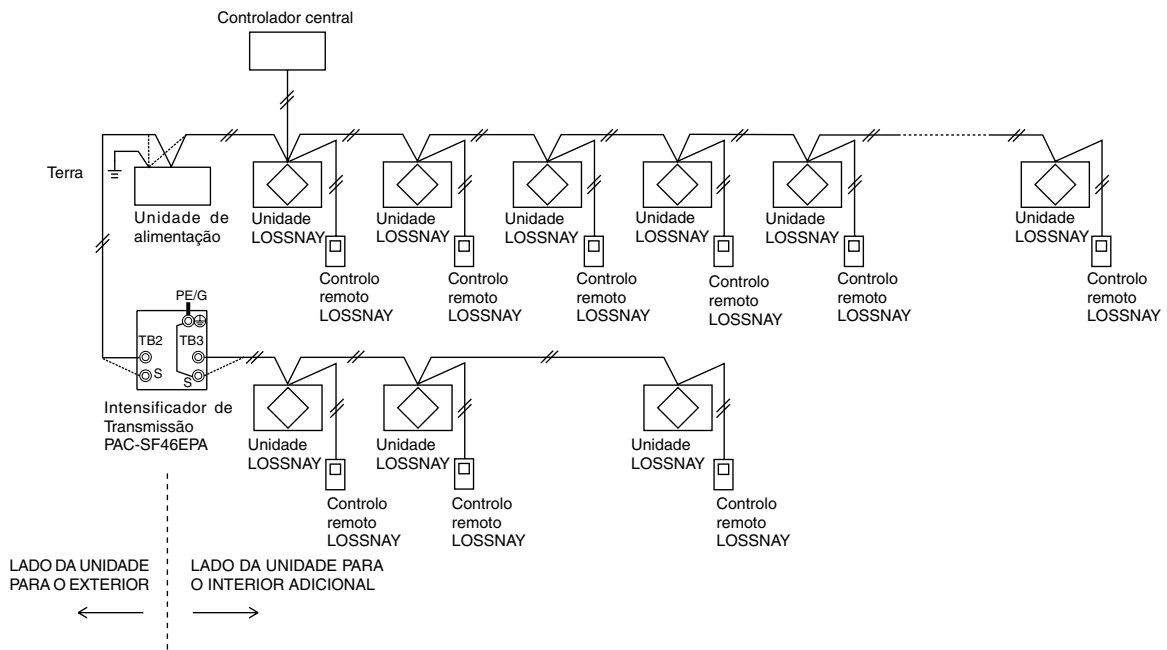 Controlador central
Terra
Unidade de
alimentação
Unidade
LOSSNAY
Unidade
LOSSNAY
Unidade
LOSSNAY
Unidade
LOSSNAY
Unidade
LOSSNAY
Unidade
LOSSNAY
Controlo
remoto
LOSSNAY
Controlo
remoto
LOSSNAY
Controlo
remoto
LOSSNAY
Controlo
remoto
LOSSNAY
Controlo
remoto
LOSSNAY
Controlo
remoto
LOSSNAY
PE/G
TB2
TB3
S
S
Intensificador de
Transmissão
PAC-SF46EPA
Unidade
LOSSNAY
Unidade
LOSSNAY
Unidade
LOSSNAY
Controlo
remoto
LOSSNAY
Controlo
remoto
LOSSNAY
Controlo
remoto
LOSSNAY
LADO DA UNIDADE
PARA O EXTERIOR
LADO DA UNIDADE PARA
O INTERIOR ADICIONAL